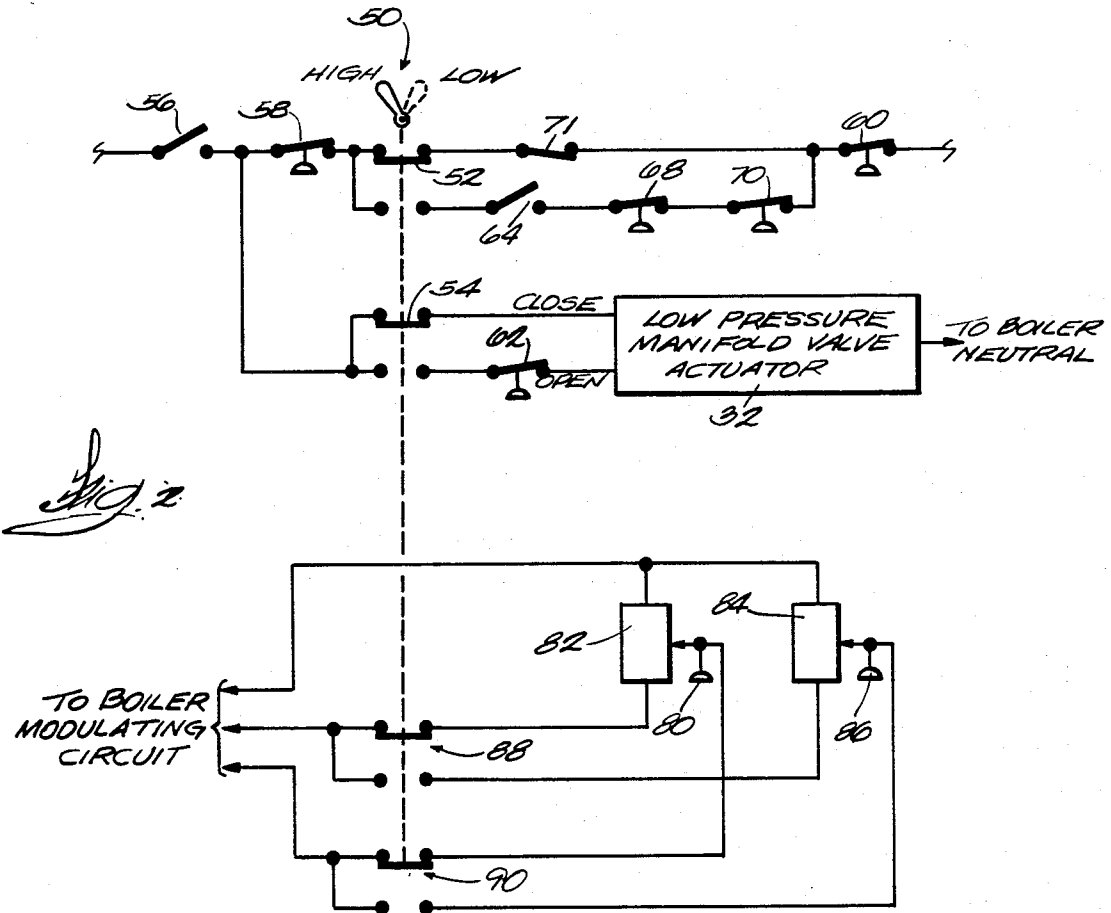 50
HIGH LOW
56
58
71
60
52
68
70
64
54
CLOSE
62
OPEN
LOW PRESSURE
MANIFOLD VALVE
ACTUATOR
32
TO BOILER
NEUTRAL
Fig. 2
82
84
80
86
TO BOILER
MODULATING
CIRCUIT
88
90